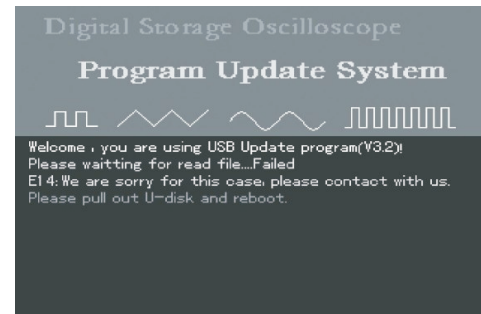 Digital Storage Oscilloscope
Program Update System
Welcome , you are using USB Update program(V3.2)!
Please waitting for read file....Failed
E14:We are sorry for this case, please contact with us.
Please pull out U-disk and reboot.